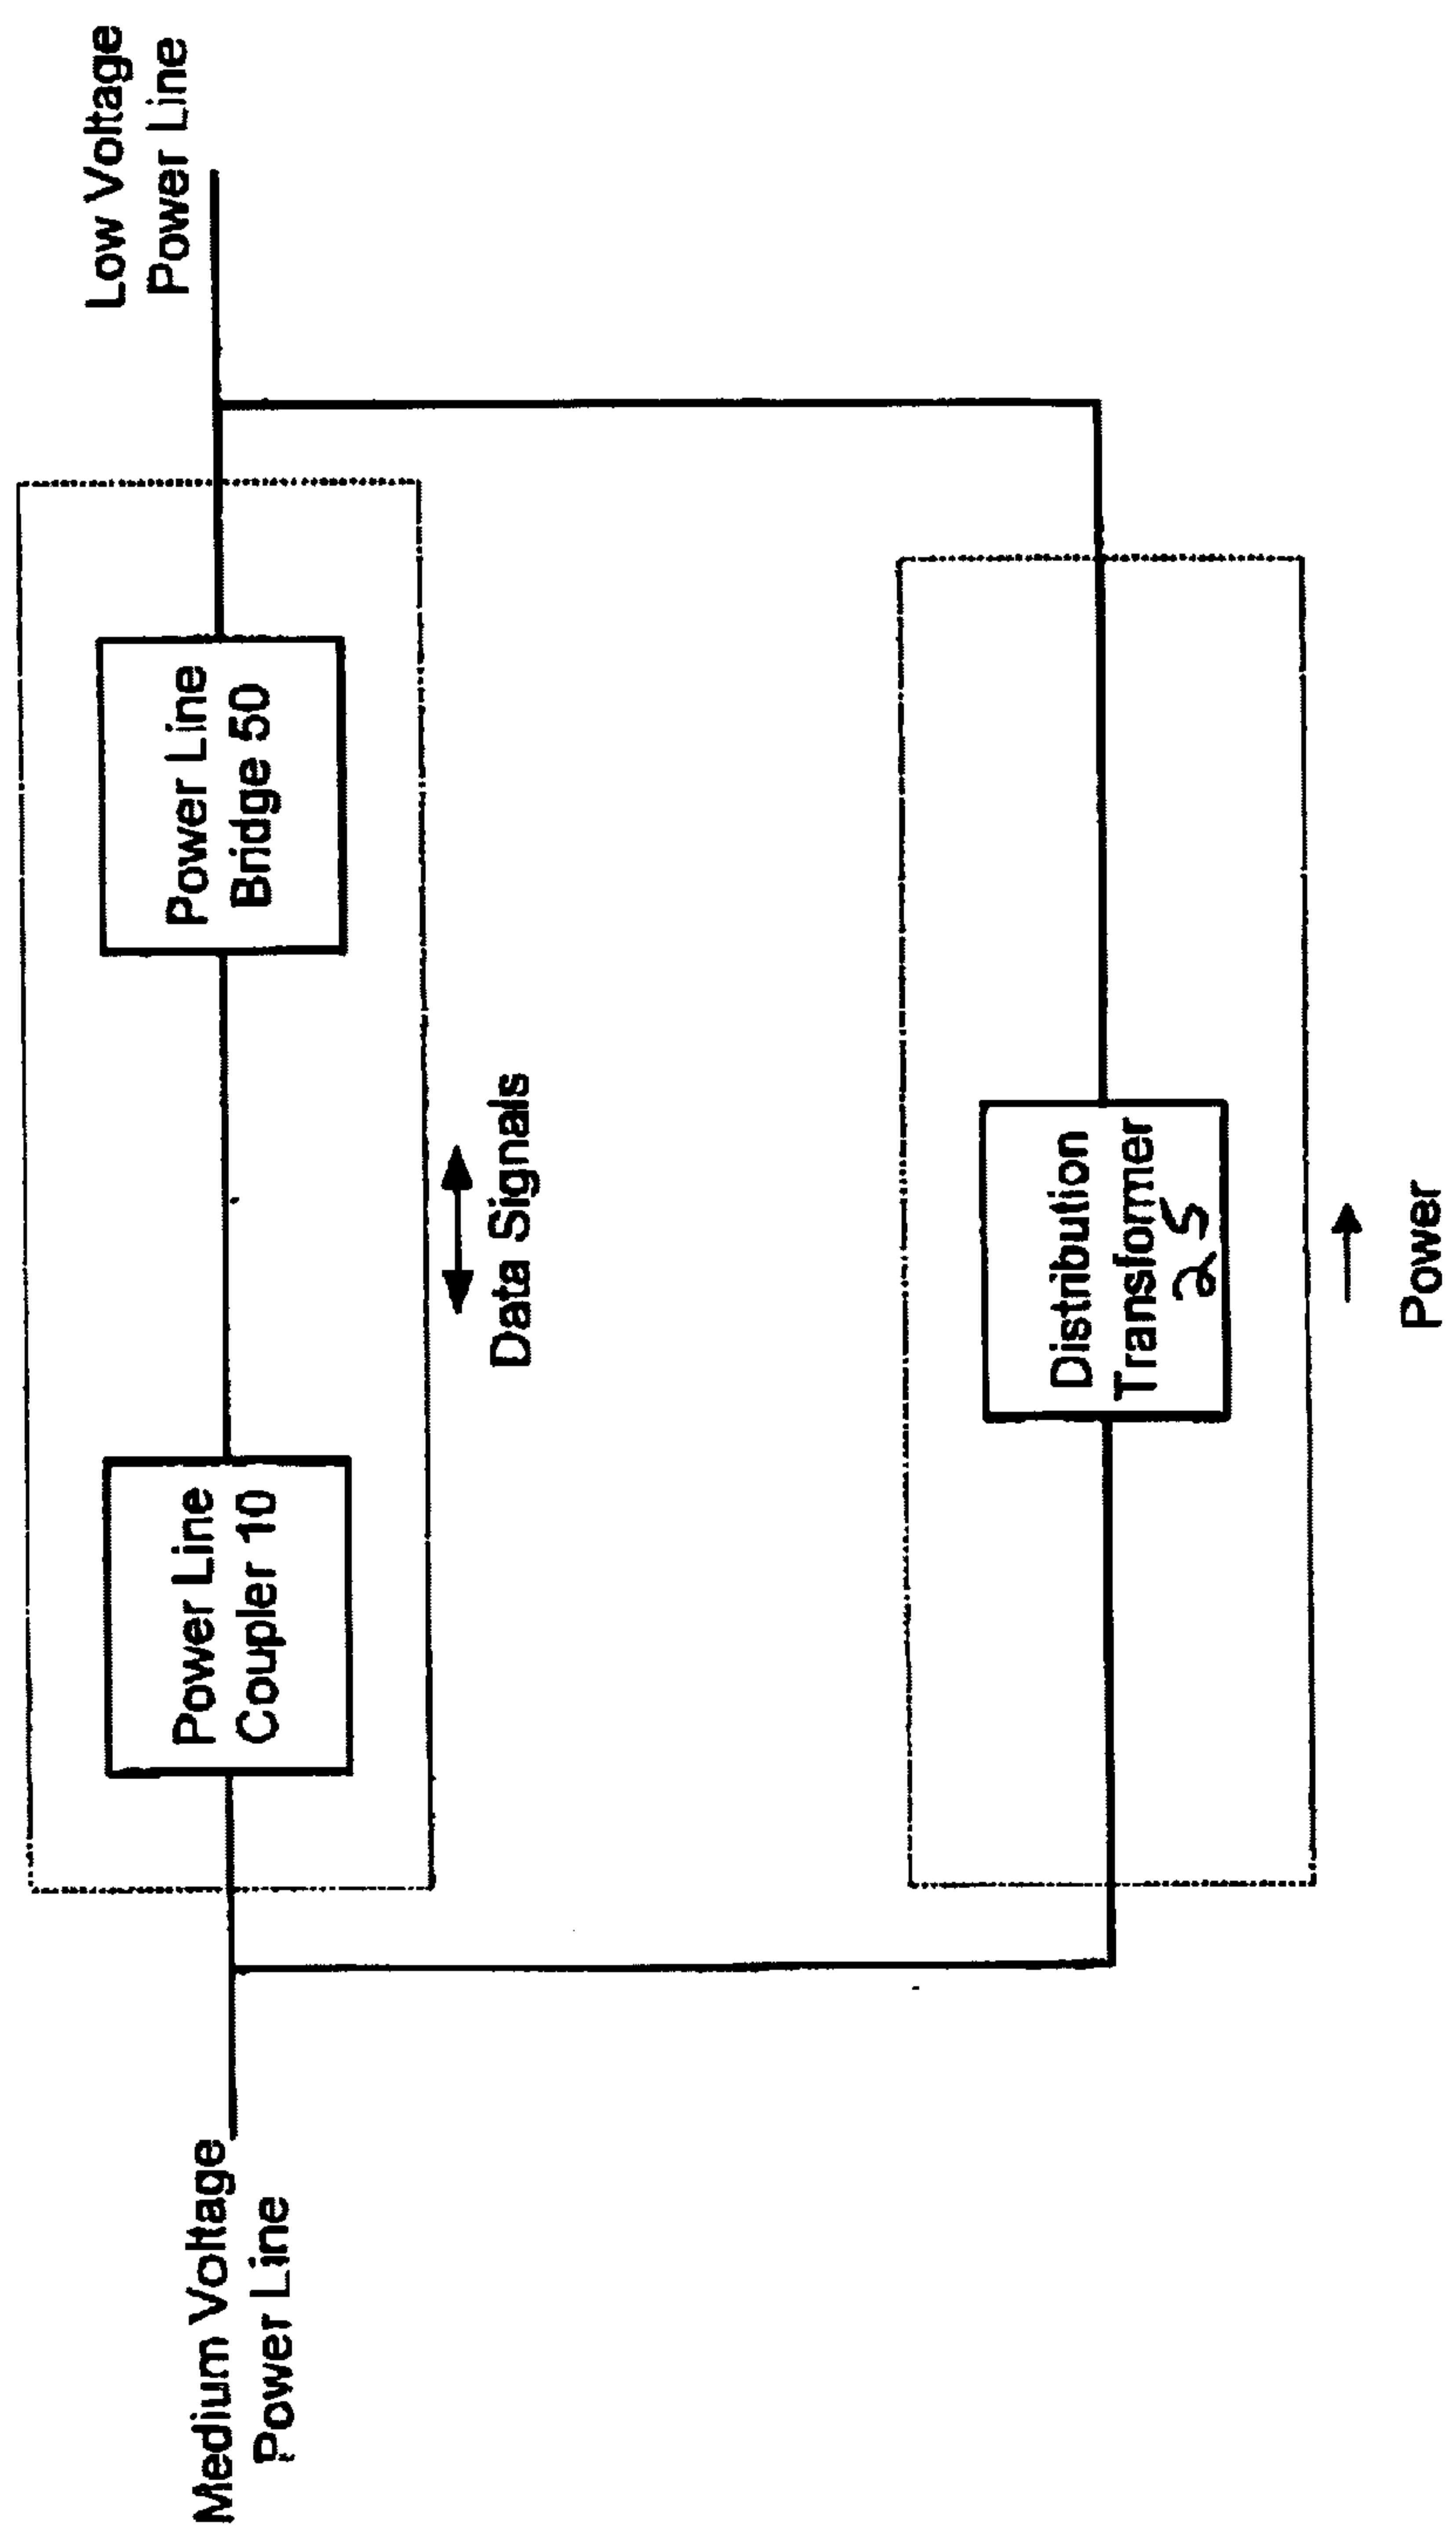 Medium Voltage
Power Line
Power Line
Coupler 10
Power Line
Bridge 50
Low Voltage
Power Line
Data Signals
Distribution
Transformer
25
Power